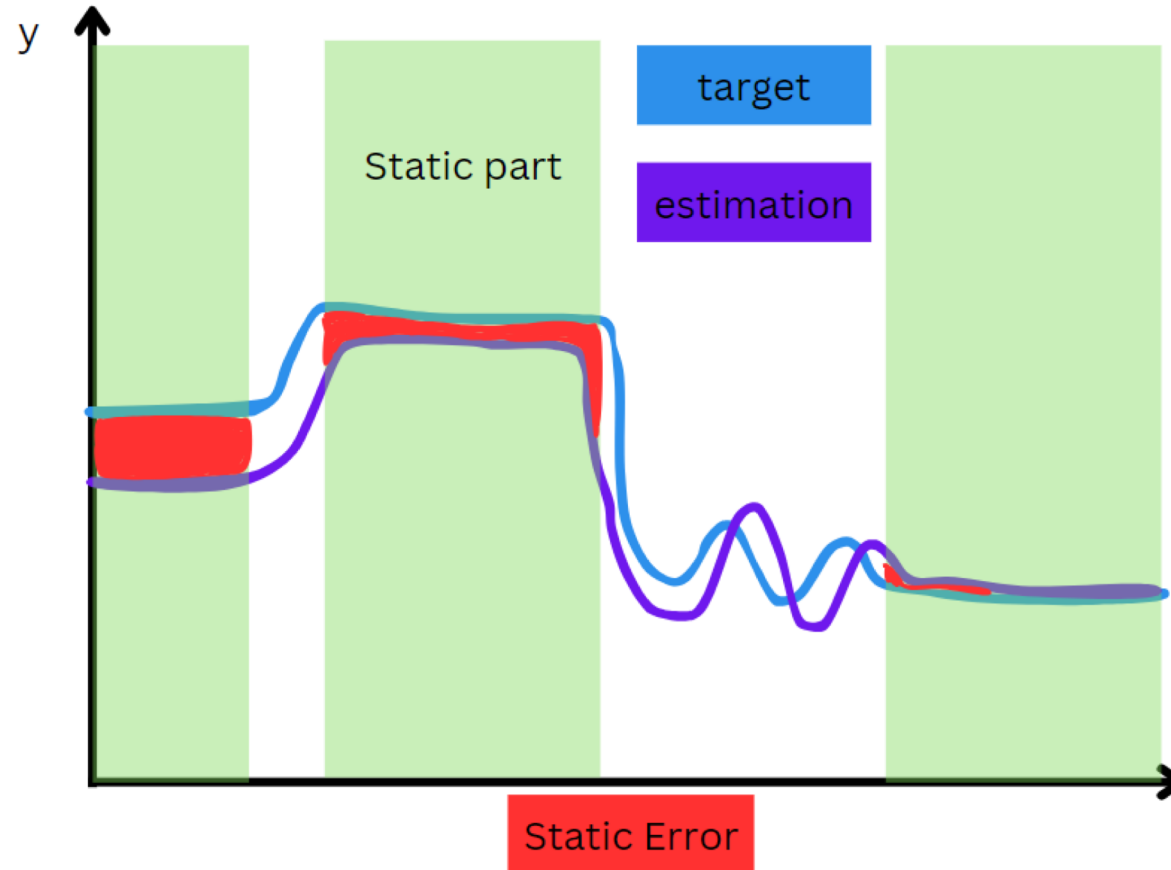 y
target
Static part
estimation
Static Error